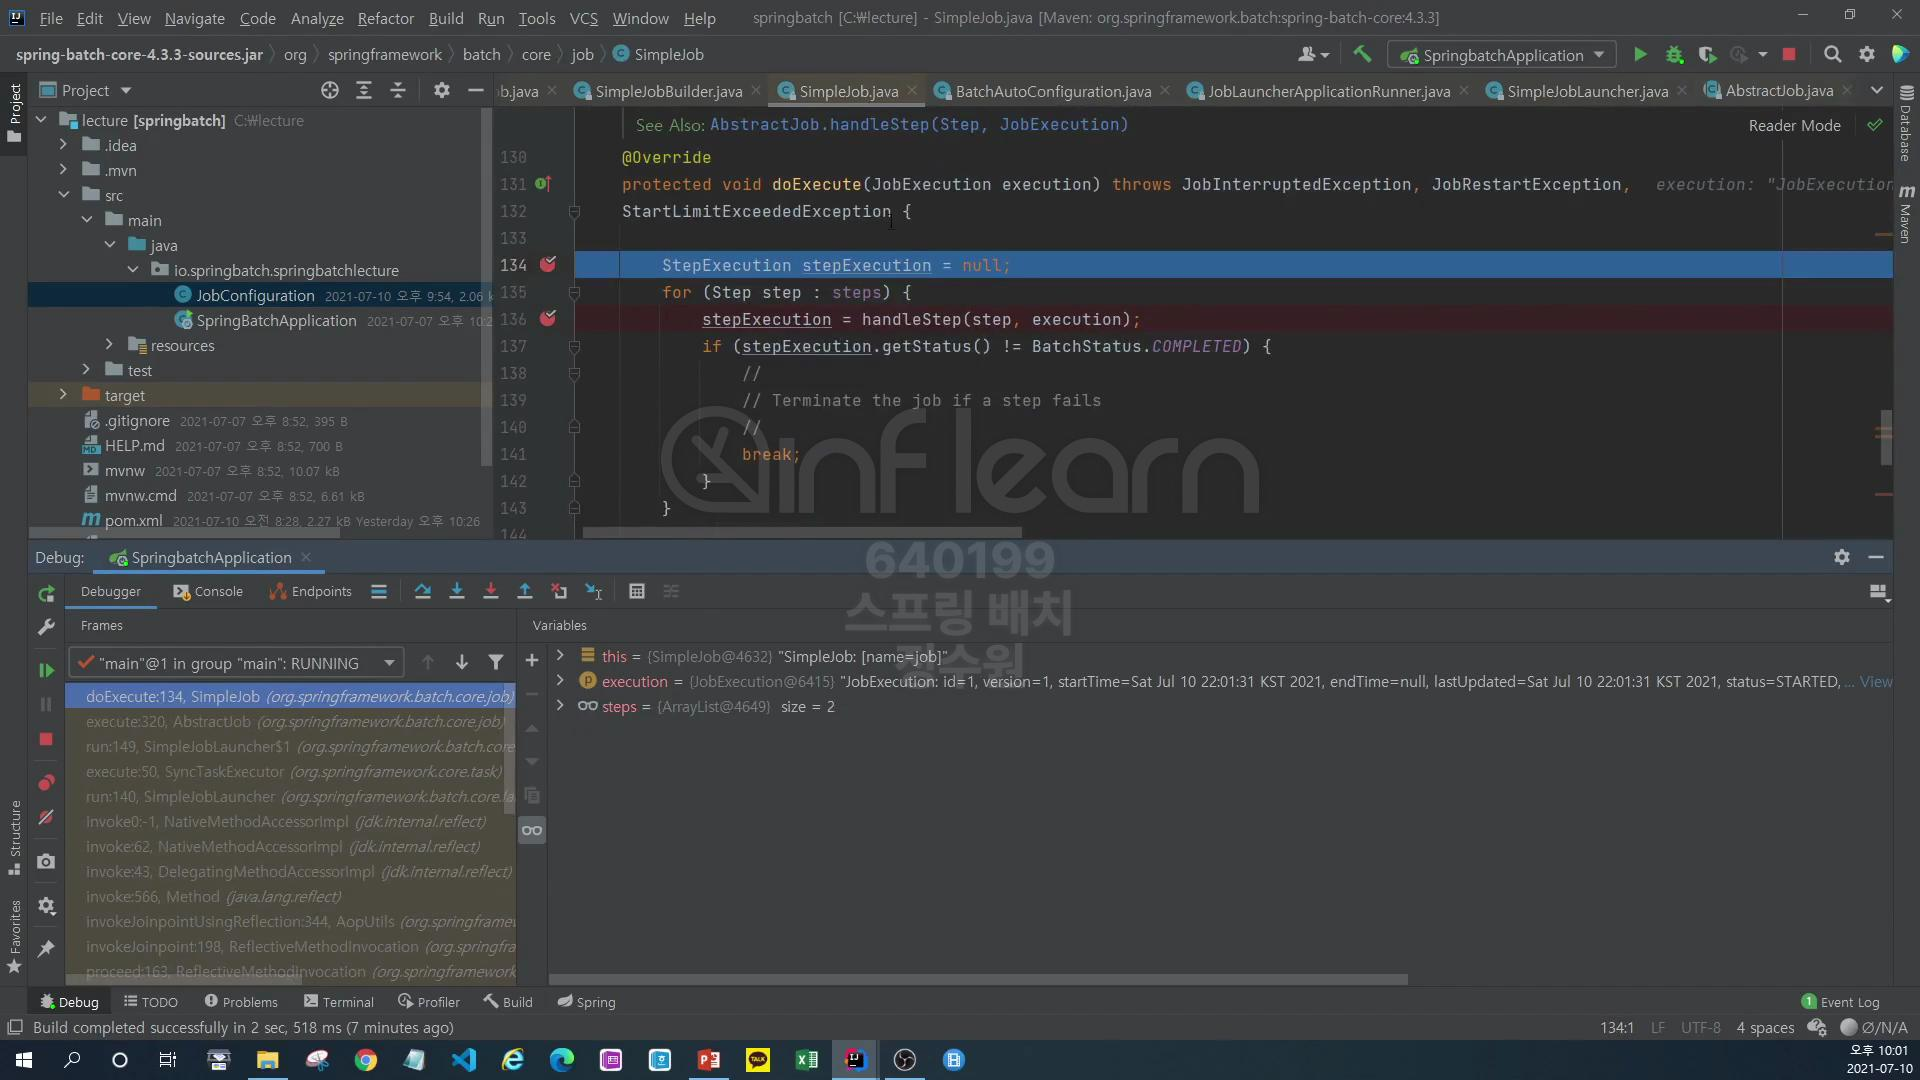 File Edit View Navigate Code Analyze Refactor Build Run Tools VCS Window Help springbatch [C:￦lecture] - SimpleJob.java [Maven: org.springframework.batch:spring-batch-core:4.3.3]
spring-batch-core-4.3.3-sources.jar org springframework batch core job SimpleJob SpringbatchApplication
Project
ob.java SimpleJobBuilder.java SimpleJob.java BatchAutoConfiguration.java JobLauncherApplicationRunner.java SimpleJobLauncher.java AbstractJob.java
lecture [springbatch] C:￦lecture
.idea
.mvn
src
main
java
io.springbatch.springbatchlecture
JobConfiguration 2021-07-10 오후 9:54, 2.06 k
SpringBatchApplication 2021-07-07 오후 10:2
resources
test
target
.gitignore 2021-07-07 오후 8:52, 395 B
HELP.md 2021-07-07 오후 8:52, 700 B
mvnw 2021-07-07 오후 8:52, 10.07 kB
mvnw.cmd 2021-07-07 오후 8:52, 6.61 kB
pom.xml 2021-07-10 오전 8:28, 2.27 kB Yesterday 오후 10:26
See Also: AbstractJob.handleStep(Step, JobExecution)
Reader Mode
130 @Override
131 protected void doExecute(JobExecution execution) throws JobInterruptedException, JobRestartException, execution: "JobExecution
132 StartLimitExceededException {
133
134 StepExecution stepExecution = null;
135 for (Step step : steps) {
136 stepExecution = handleStep(step, execution);
137 if (stepExecution.getStatus() != BatchStatus.COMPLETED) {
138 //
139 // Terminate the job if a step fails
140 //
141 break;
142 }
143 }
144
inflearn
640199
스프링 배치
정수원
Project
Structure
Favorites
Database
Maven
Debug: SpringbatchApplication
Debugger Console Endpoints
Frames
Variables
"main"@1 in group "main": RUNNING
doExecute:134, SimpleJob (org.springframework.batch.core.job)
execute:320, AbstractJob (org.springframework.batch.core.job)
run:149, SimpleJobLauncher$1 (org.springframework.batch.core
execute:50, SyncTaskExecutor (org.springframework.core.task)
run:140, SimpleJobLauncher (org.springframework.batch.core.la
invoke0:-1, NativeMethodAccessorImpl (jdk.internal.reflect)
invoke:62, NativeMethodAccessorImpl (jdk.internal.reflect)
invoke:43, DelegatingMethodAccessorImpl (jdk.internal.reflect)
invoke:566, Method (java.lang.reflect)
invokeJoinpointUsingReflection:344, AopUtils (org.springframew
invokeJoinpoint:198, ReflectiveMethodInvocation (org.springfra
proceed:163, ReflectiveMethodInvocation (org.springframework
this = {SimpleJob@4632} "SimpleJob: [name=job]"
execution = {JobExecution@6415} "JobExecution: id=1, version=1, startTime=Sat Jul 10 22:01:31 KST 2021, endTime=null, lastUpdated=Sat Jul 10 22:01:31 KST 2021, status=STARTED, ... View
steps = {ArrayList@4649} size = 2
Debug TODO Problems Terminal Profiler Build Spring 1 Event Log
Build completed successfully in 2 sec, 518 ms (7 minutes ago) 134:1 LF UTF-8 4 spaces Ø/N/A
TALK
오후 10:01
2021-07-10